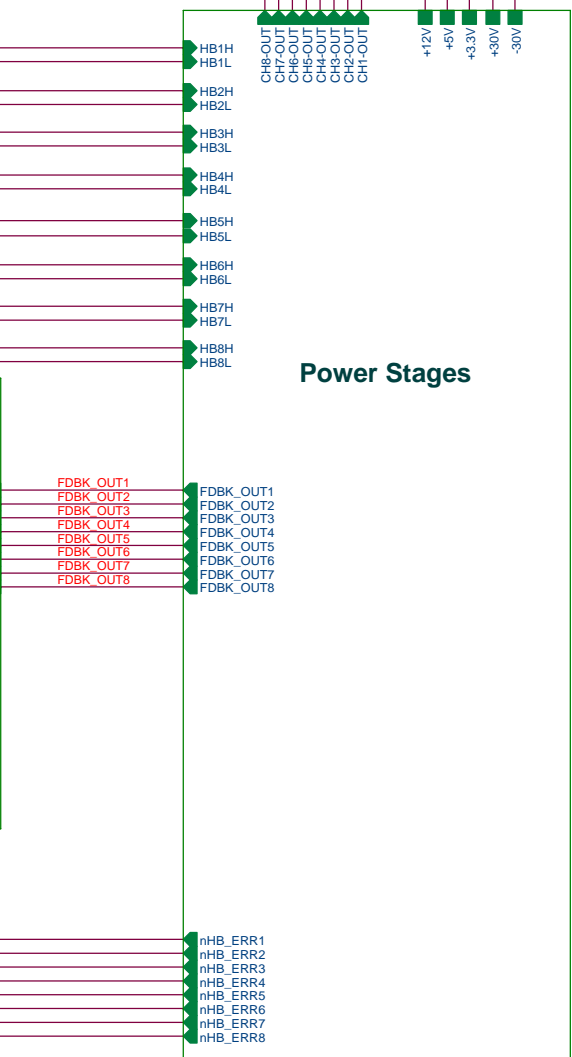 CH8-OUT
CH7-OUT
CH6-OUT
CH5-OUT
CH4-OUT
CH3-OUT
CH2-OUT
CH1-OUT
+12V
+5V
+3.3V
+30V
-30V
HB1H
HB1L
HB2H
HB2L
HB3H
HB3L
HB4H
HB4L
HB5H
HB5L
HB6H
HB6L
HB7H
HB7L
HB8H
HB8L
Power Stages
FDBK_OUT1 FDBK_OUT1
FDBK_OUT2 FDBK_OUT2
FDBK_OUT3 FDBK_OUT3
FDBK_OUT4 FDBK_OUT4
FDBK_OUT5 FDBK_OUT5
FDBK_OUT6 FDBK_OUT6
FDBK_OUT7 FDBK_OUT7
FDBK_OUT8 FDBK_OUT8
nHB_ERR1
nHB_ERR2
nHB_ERR3
nHB_ERR4
nHB_ERR5
nHB_ERR6
nHB_ERR7
nHB_ERR8